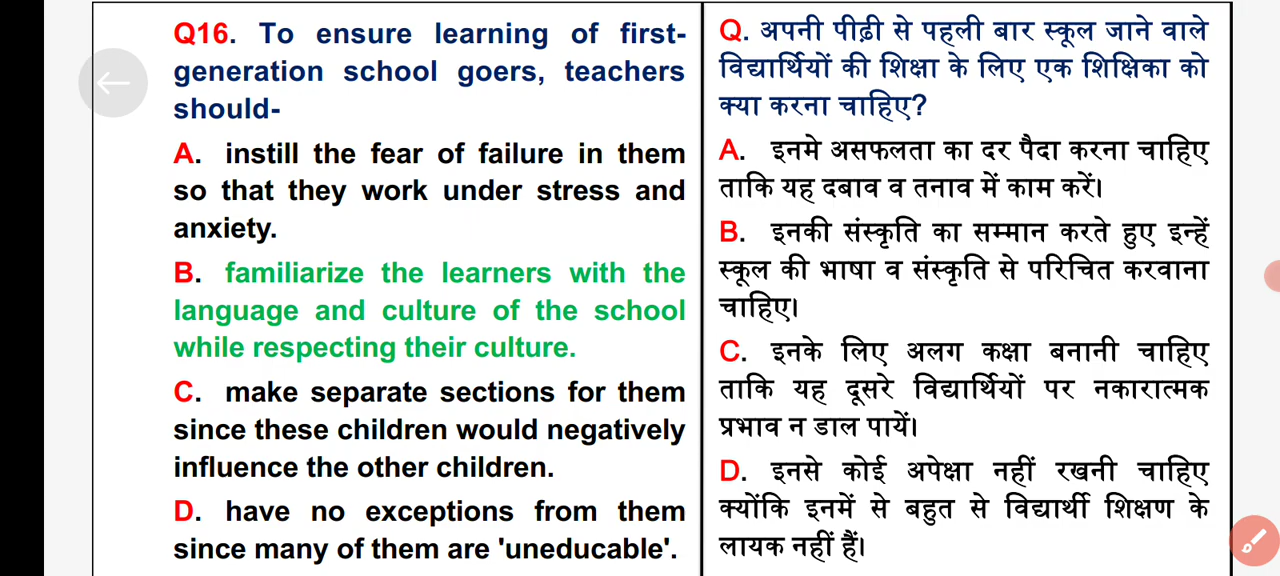 Q16. To ensure learning of first-
generation school goers, teachers
should-
A. instill the fear of failure in them
so that they work under stress and
anxiety.
B. familiarize the learners with the
language and culture of the school
while respecting their culture.
C. make separate sections for them
since these children would negatively
influence the other children.
D. have no exceptions from them
since many of them are 'uneducable'.
Q. अपनी पीढ़ी से पहली बार स्कूल जाने वाले
विद्यार्थियों की शिक्षा के लिए एक शिक्षिका को
क्या करना चाहिए?
A. इनमे असफलता का दर पैदा करना चाहिए
ताकि यह दबाव व तनाव में काम करें।
B. इनकी संस्कृति का सम्मान करते हुए इन्हें
स्कूल की भाषा व संस्कृति से परिचित करवाना
चाहिए।
C. इनके लिए अलग कक्षा बनानी चाहिए
ताकि यह दूसरे विद्यार्थियों पर नकारात्मक
प्रभाव न डाल पायें।
D. इनसे कोई अपेक्षा नहीं रखनी चाहिए
क्योंकि इनमें से बहुत से विद्यार्थी शिक्षण के
लायक नहीं हैं।